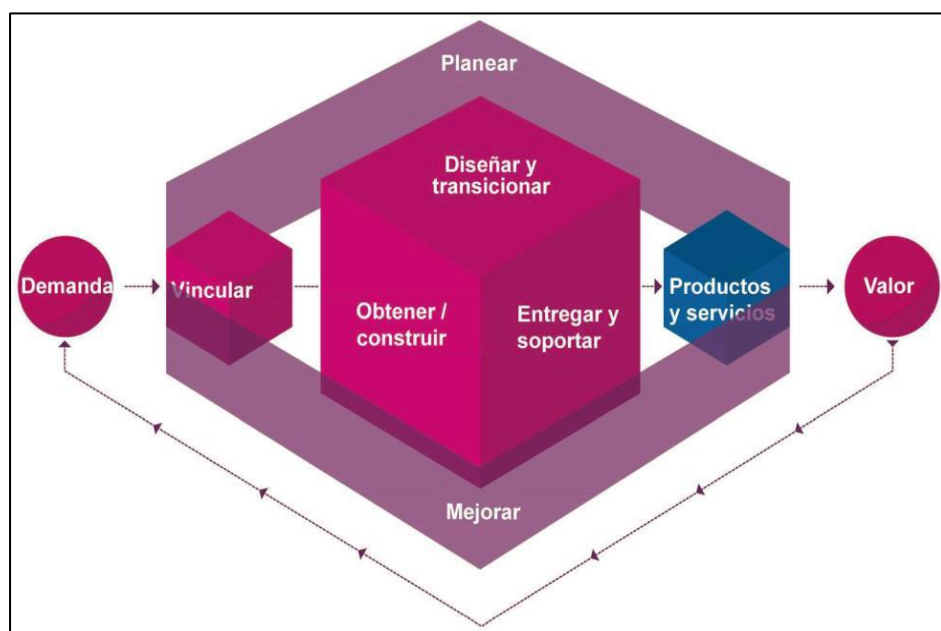 Planear
Diseñar y
transicionar
Demanda
Vincular
Obtener /
construir
Entregar y
soportar
Productos
y servicios
Valor
Mejorar